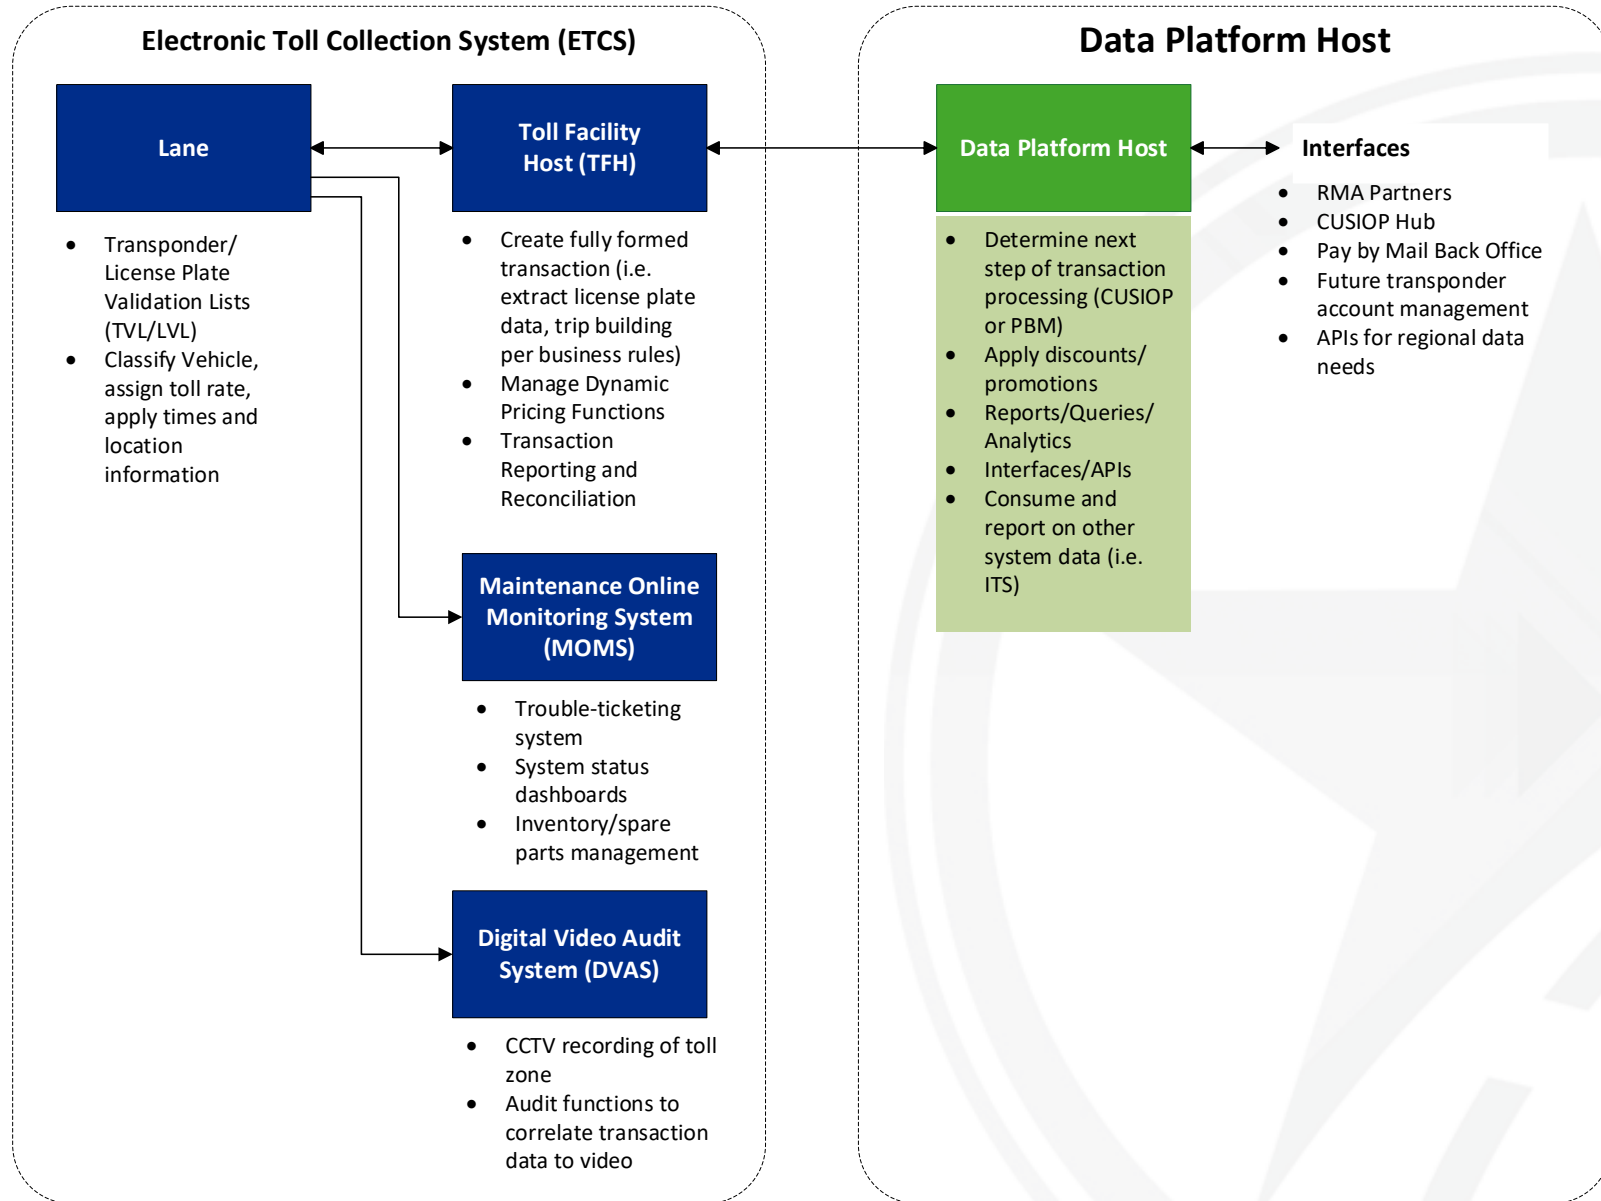 Electronic Toll Collection System (ETCS)
Lane
• Transponder/
License Plate
Validation Lists
(TVL/LVL)
• Classify Vehicle,
assign toll rate,
apply times and
location
information
Toll Facility
Host (TFH)
• Create fully formed
transaction (i.e.
extract license plate
data, trip building
per business rules)
• Manage Dynamic
Pricing Functions
• Transaction
Reporting and
Reconciliation
Maintenance Online
Monitoring System
(MOMS)
• Trouble-ticketing
system
• System status
dashboards
• Inventory/spare
parts management
Digital Video Audit
System (DVAS)
• CCTV recording of toll
zone
• Audit functions to
correlate transaction
data to video
Data Platform Host
Data Platform Host
• Determine next
step of transaction
processing (CUSIOP
or PBM)
• Apply discounts/
promotions
• Reports/Queries/
Analytics
• Interfaces/APIs
• Consume and
report on other
system data (i.e.
ITS)
Interfaces
• RMA Partners
• CUSIOP Hub
• Pay by Mail Back Office
• Future transponder
account management
• APIs for regional data
needs